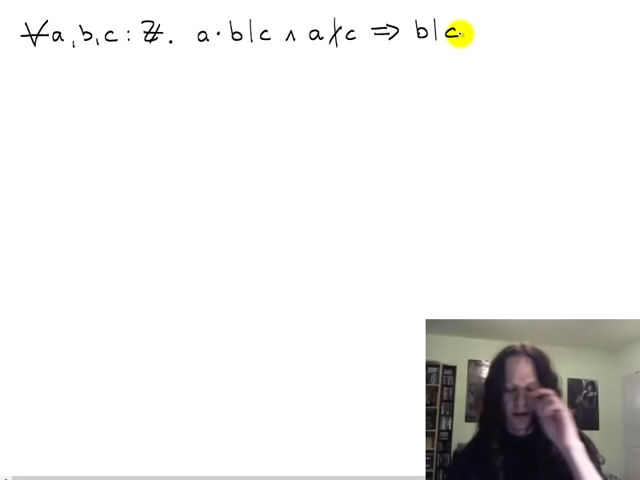 ∀a,b,c : ℤ. a · b | c ∧ a ∤ c ⇒ b | c